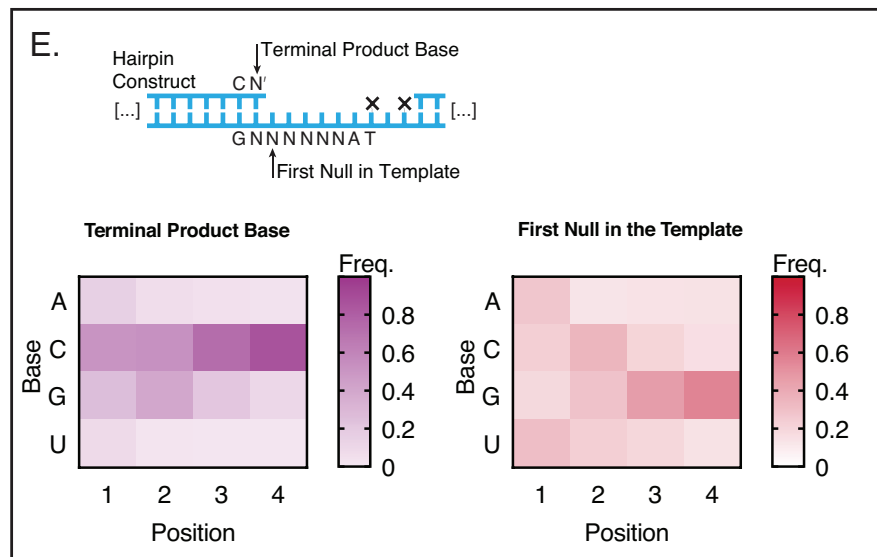 E.
Terminal Product Base
Hairpin
Construct
C N'
[...]
[...]
G N N N N N N A T
First Null in Template
Terminal Product Base
Freq.
0.8
0.6
0.4
0.2
0
Base
A
C
G
U
1 2 3 4
Position
First Null in the Template
Freq.
0.8
0.6
0.4
0.2
0
Base
A
C
G
U
1 2 3 4
Position